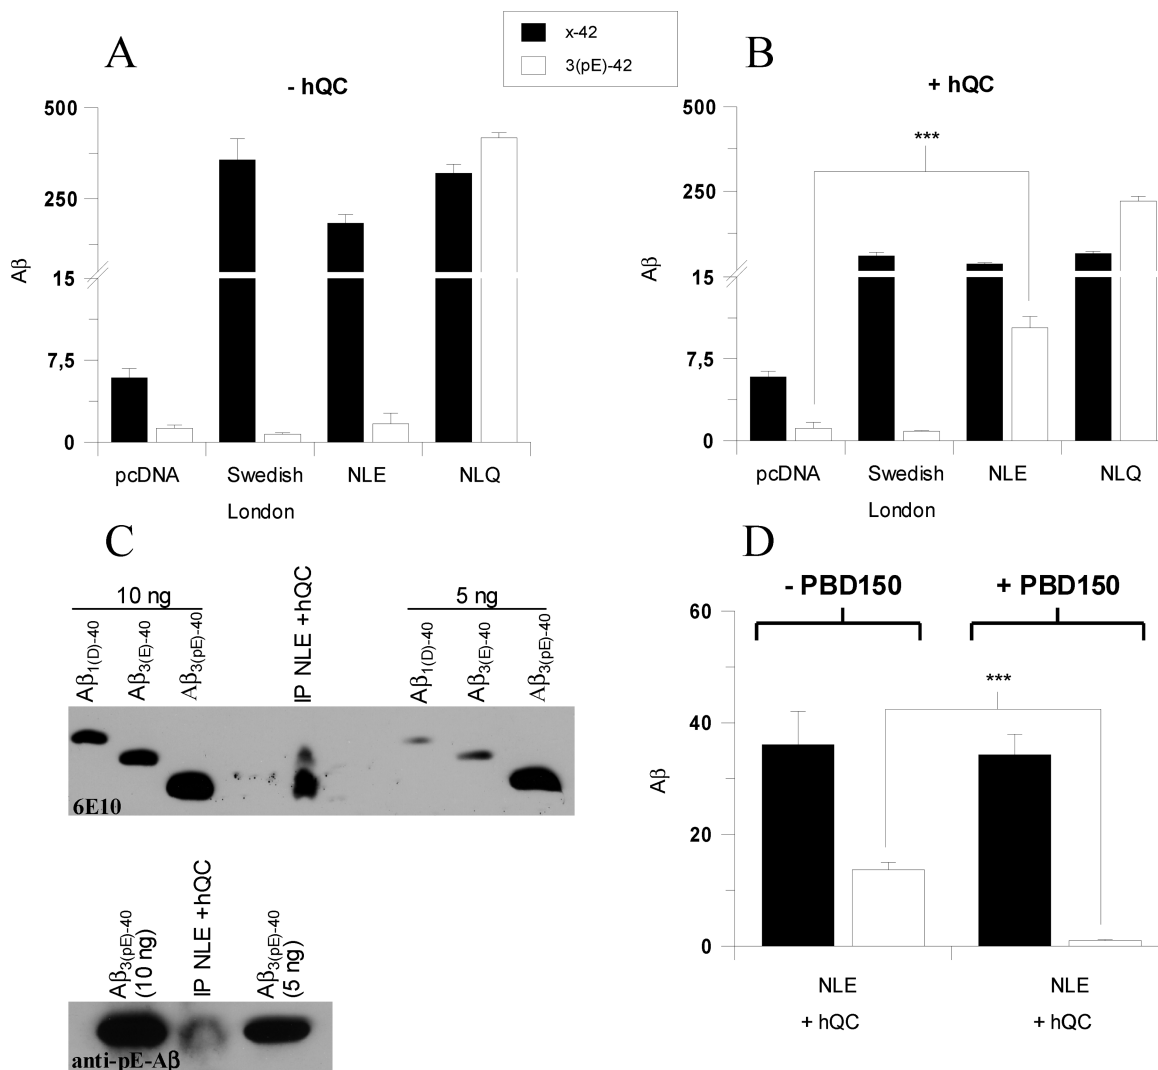 x-42
3(pE)-42
A
- hQC
500
250
15
7,5
0
Aβ
pcDNA
Swedish
London
NLE
NLQ
B
+ hQC
***
500
250
15
7,5
0
Aβ
pcDNA
Swedish
London
NLE
NLQ
C
10 ng
5 ng
Aβ1(D)-40
Aβ3(E)-40
Aβ3(pE)-40
IP NLE +hQC
Aβ1(D)-40
Aβ3(E)-40
Aβ3(pE)-40
6E10
Aβ3(pE)-40
(10 ng)
IP NLE +hQC
Aβ3(pE)-40
(5 ng)
anti-pE-Aβ
D
- PBD150
+ PBD150
***
60
40
20
0
Aβ
NLE
+ hQC
NLE
+ hQC